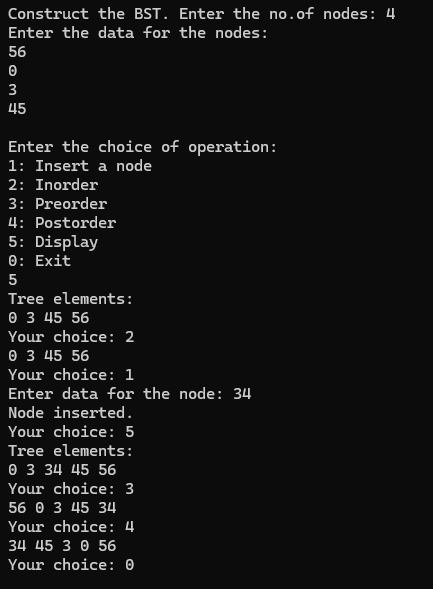 Construct the BST. Enter the no.of nodes: 4
Enter the data for the nodes:
56
0
3
45
Enter the choice of operation:
1: Insert a node
2: Inorder
3: Preorder
4: Postorder
5: Display
0: Exit
5
Tree elements:
0 3 45 56
Your choice: 2
0 3 45 56
Your choice: 1
Enter data for the node: 34
Node inserted.
Your choice: 5
Tree elements:
0 3 34 45 56
Your choice: 3
56 0 3 45 34
Your choice: 4
34 45 3 0 56
Your choice: 0